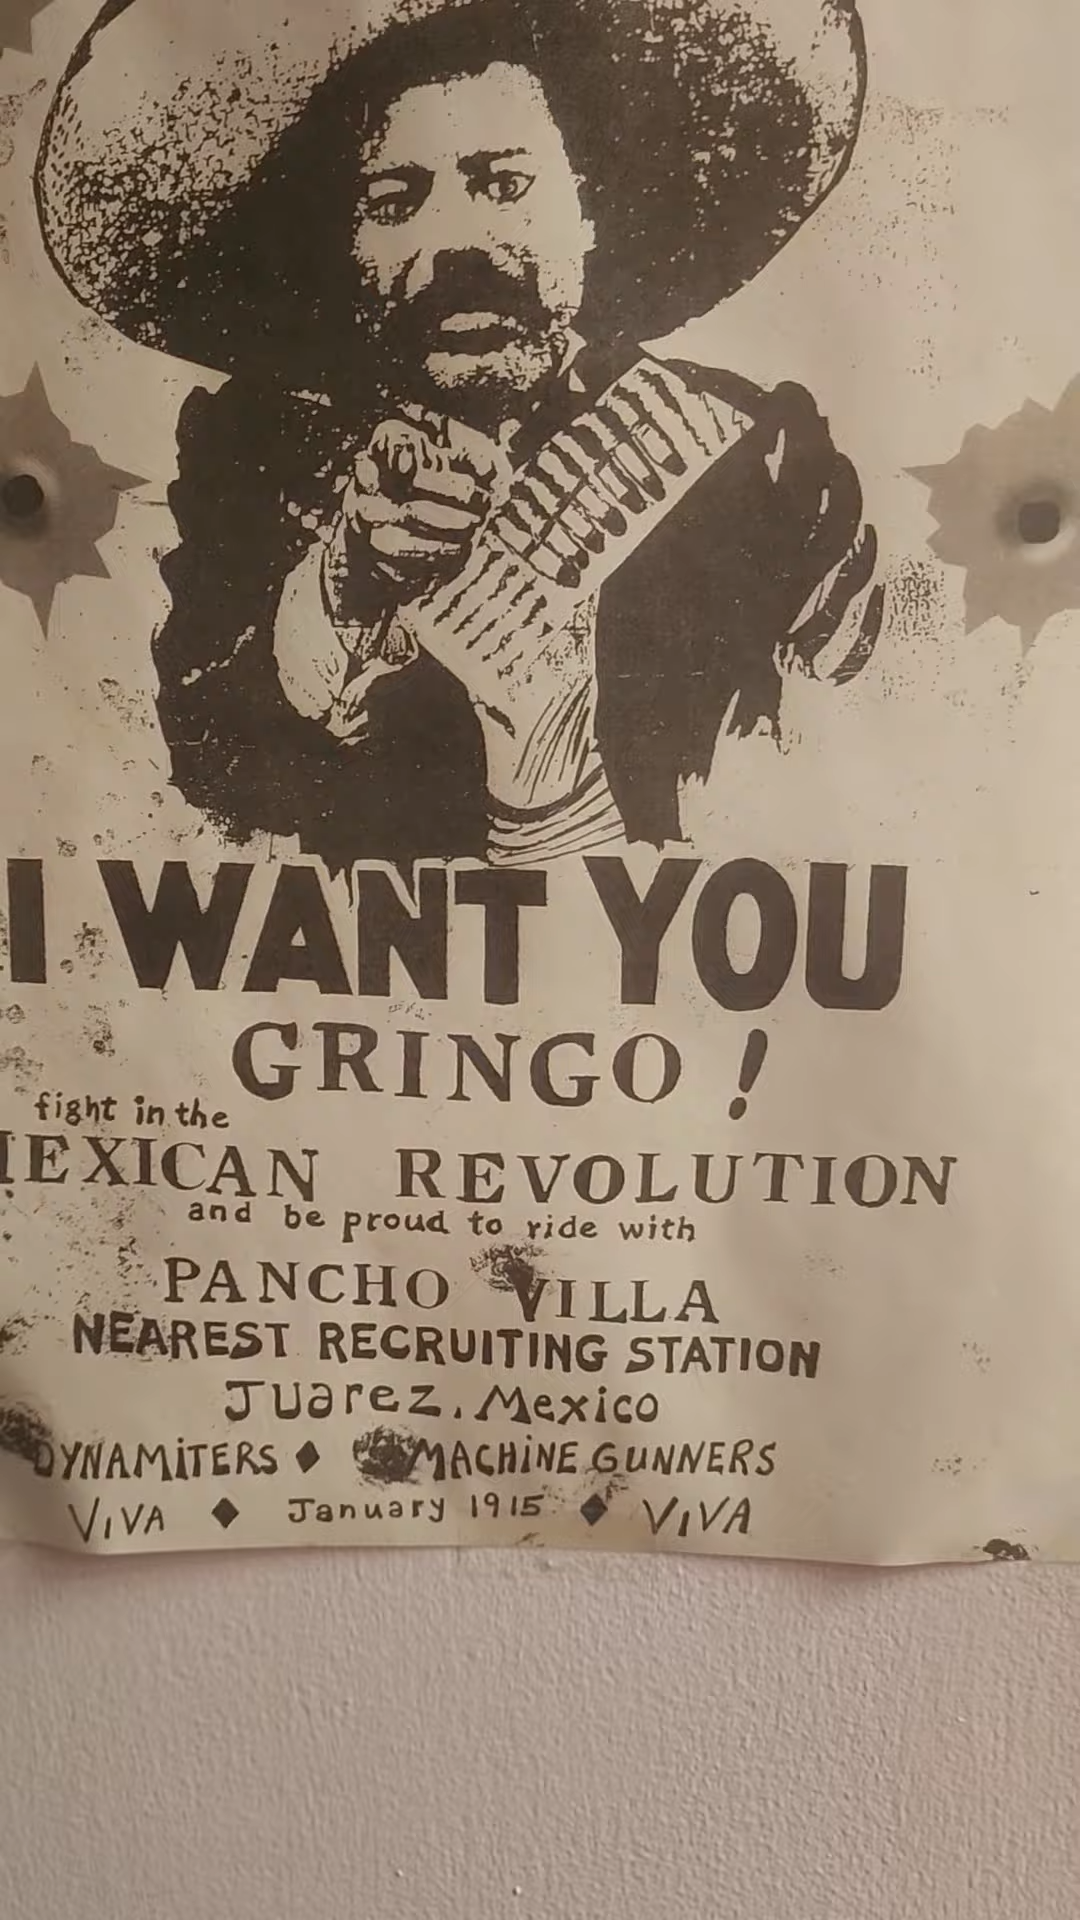 I WANT YOU
GRINGO!
fight in the
MEXICAN REVOLUTION
and be proud to ride with
PANCHO VILLA
NEAREST RECRUITING STATION
Juarez, Mexico
DYNAMiTERS ♦ MACHiNE GUNNERS
ViVA ♦ January 1915 ♦ ViVA